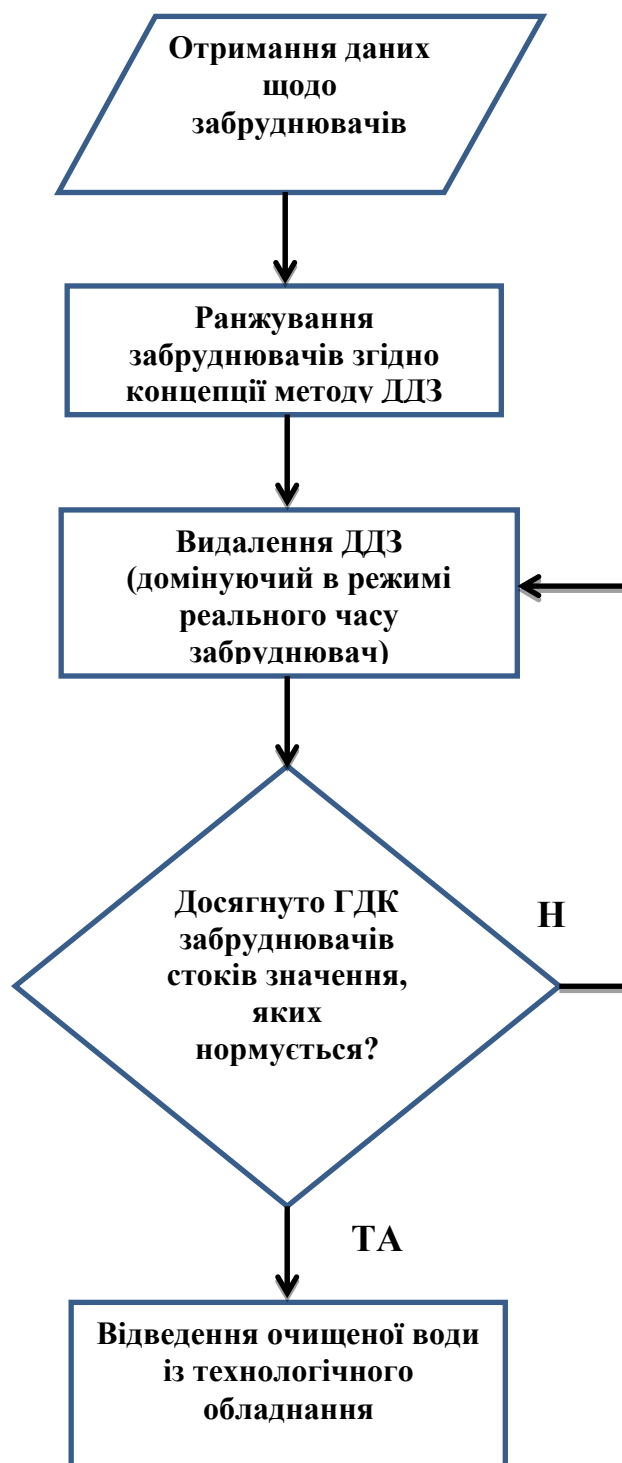 Отримання даних
щодо
забруднювачів
Ранжування
забруднювачів згідно
концепції методу ДДЗ
Видалення ДДЗ
(домінуючий в режимі
реального часу
забруднювач)
Досягнуто ГДК
забруднювачів
стоків значення,
яких
нормується?
Н
ТА
Відведення очищеної води
із технологічного
обладнання